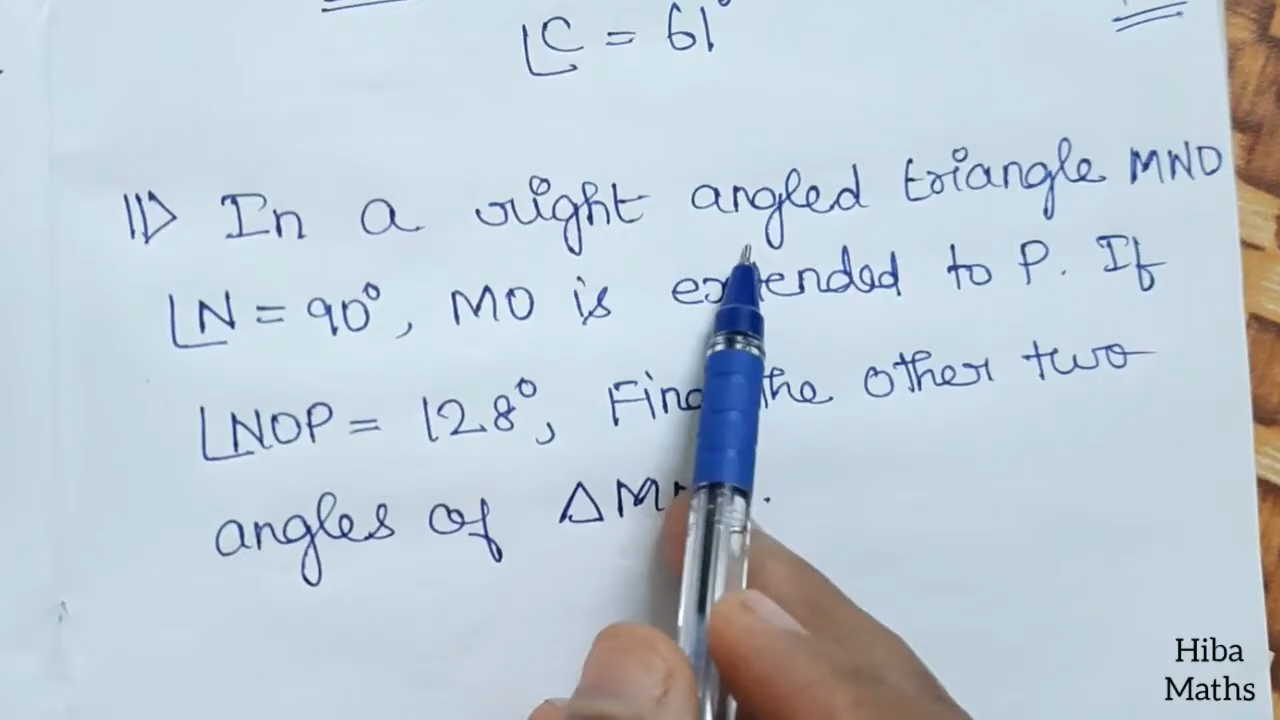 ∠C = 61°
11) In a right angled triangle MNO
∠N = 90°, MO is extended to P. If
∠NOP = 128°, Find the other two
angles of
Hiba
Maths